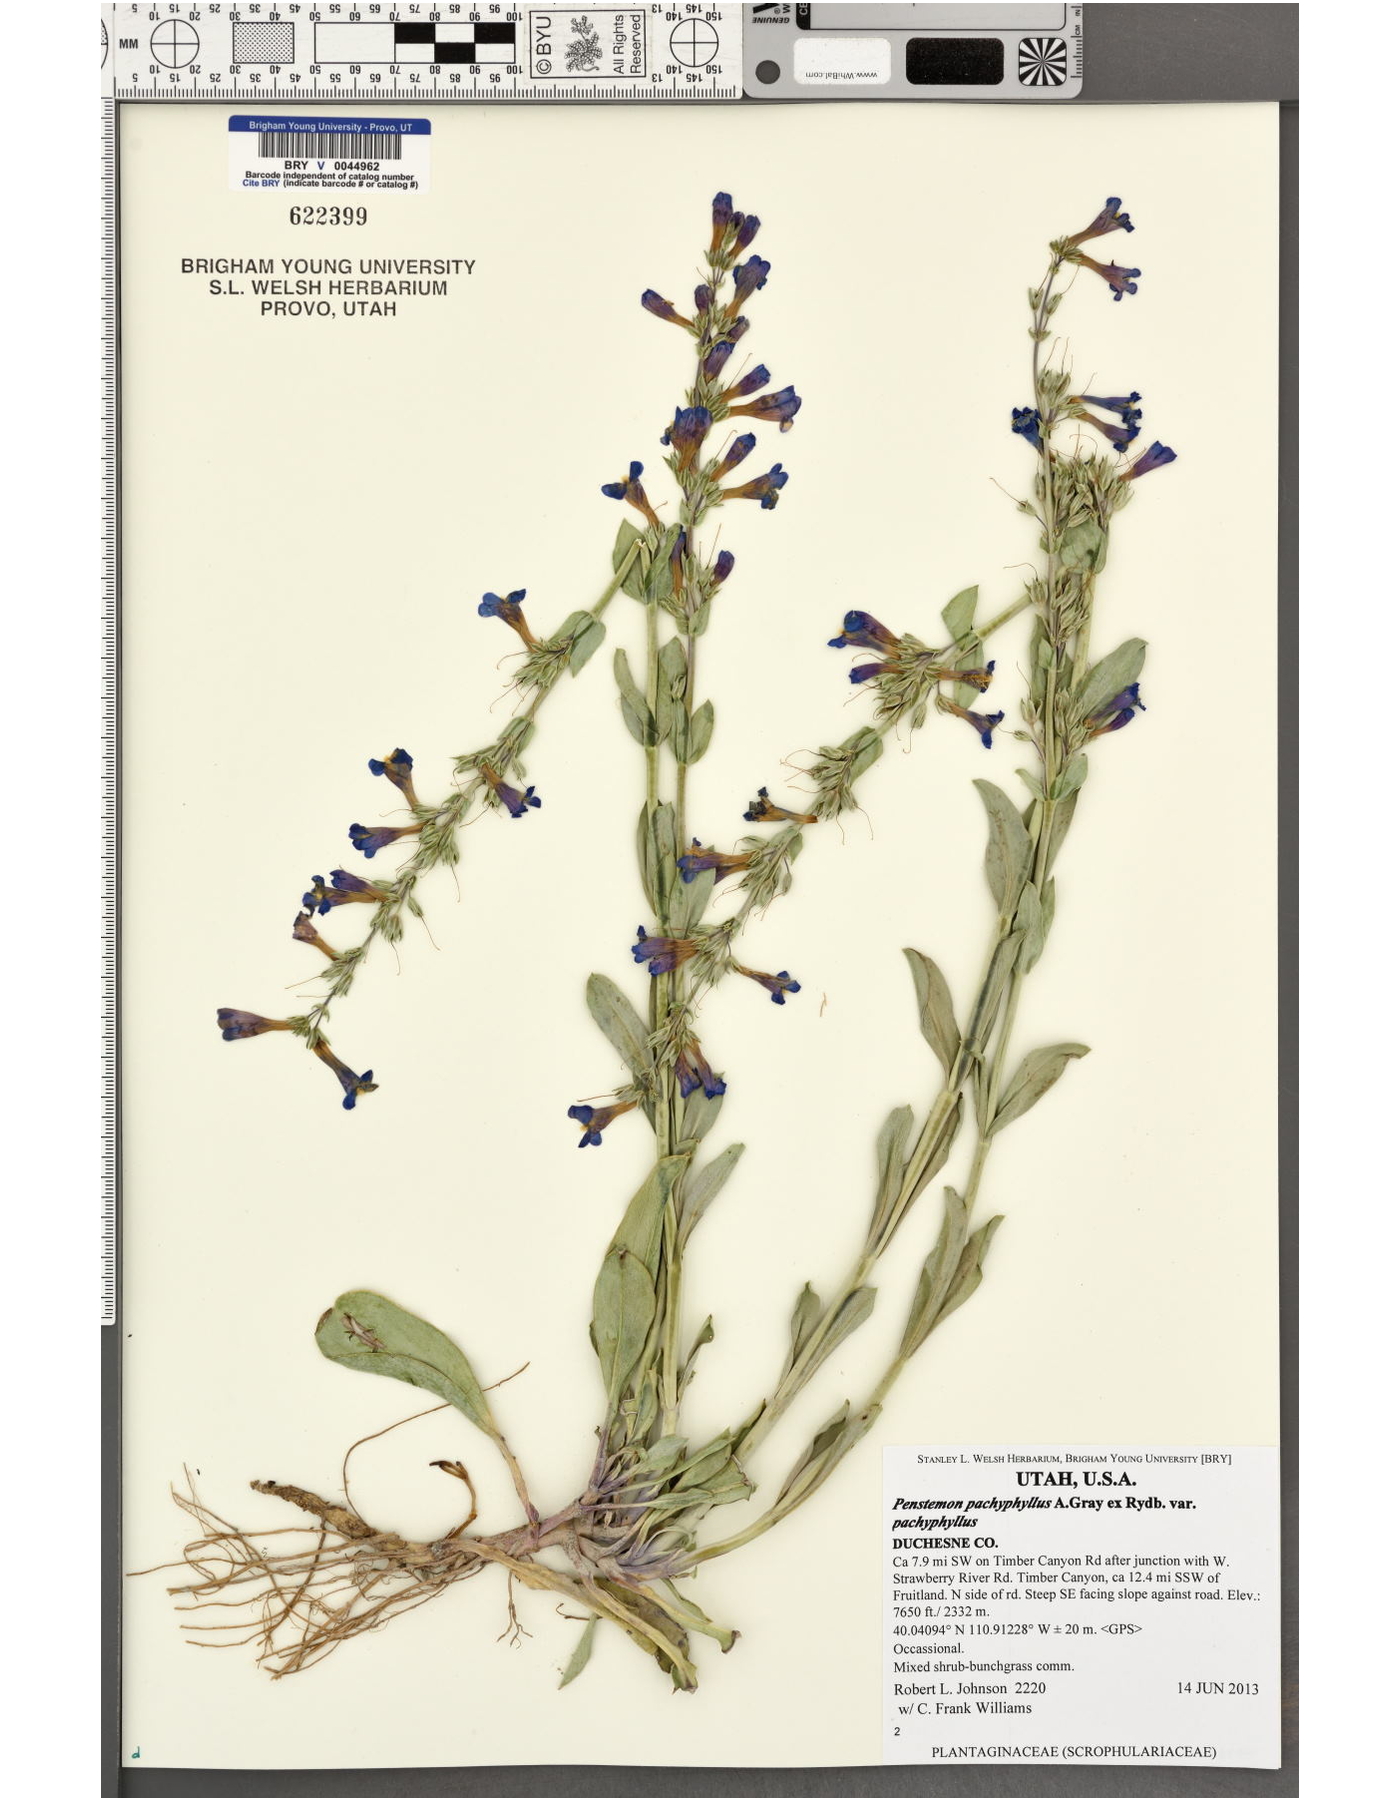 MM
© BYU
All Rights
Reserved
www.WhiBal.com
GENUINE
Brigham Young University - Provo, UT
BRY V 0044962
Barcode independent of catalog number
Cite BRY (indicate barcode # or catalog #)
622399
BRIGHAM YOUNG UNIVERSITY
S.L. WELSH HERBARIUM
PROVO, UTAH
STANLEY L. WELSH HERBARIUM, BRIGHAM YOUNG UNIVERSITY [BRY]
UTAH, U.S.A.
Penstemon pachyphyllus A.Gray ex Rydb. var.
pachyphyllus
DUCHESNE CO.
Ca 7.9 mi SW on Timber Canyon Rd after junction with W.
Strawberry River Rd. Timber Canyon, ca 12.4 mi SSW of
Fruitland. N side of rd. Steep SE facing slope against road. Elev.:
7650 ft./ 2332 m.
40.04094° N 110.91228° W ± 20 m. <GPS>
Occassional.
Mixed shrub-bunchgrass comm.
Robert L. Johnson 2220 14 JUN 2013
w/ C. Frank Williams
2
PLANTAGINACEAE (SCROPHULARIACEAE)